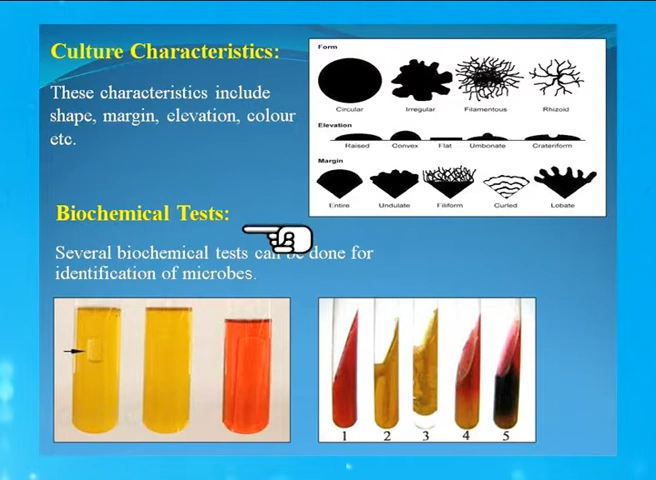 Culture Characteristics:
These characteristics include
shape, margin, elevation, colour
etc.
Form
Circular Irregular Filamentous Rhizoid
Elevation
Raised Convex Flat Umbonate Crateriform
Margin
Entire Undulate Filiform Curled Lobate
Biochemical Tests:
Several biochemical tests can be done for
identification of microbes.
1 2 3 4 5